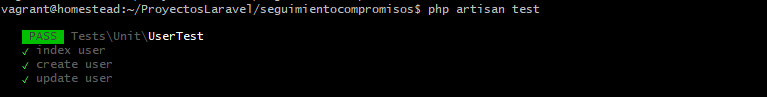 vagrant@homestead:~/ProyectosLaravel/seguimientocompromisos$ php artisan test
PASS Tests\Unit\UserTest
✓ index user
✓ create user
✓ update user